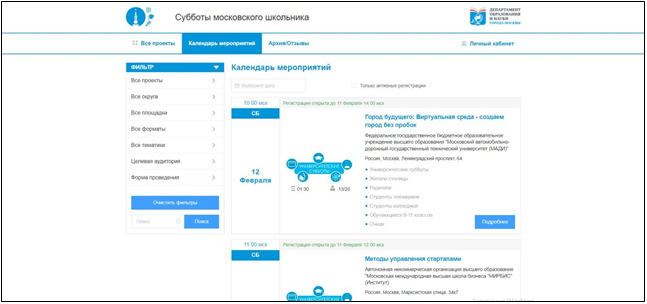 Субботы московского школьника
ДЕПАРТАМЕНТ
ОБРАЗОВАНИЯ
И НАУКИ
ГОРОДА МОСКВЫ
Все проекты
Календарь мероприятий
Архив/Отзывы
Личный кабинет
ФИЛЬТР
Все проекты
Все округа
Все площадки
Все форматы
Все тематики
Целевая аудитория
Форма проведения
Очистить фильтры
Поиск
Поиск
Календарь мероприятий
Выберите дату
Только активные регистрации
10:00 мск
Регистрация открыта до 11 Февраля 14:00 мск
СБ
12
Февраля
УНИВЕРСИТЕТСКИЕ
СУББОТЫ
01:30
13/20
Город будущего: Виртуальная среда - создаем
город без пробок
Федеральное государственное бюджетное образовательное
учреждение высшего образования "Московский автомобильно-
дорожный государственный технический университет (МАДИ)"
Россия, Москва, Ленинградский проспект, 64
Университетские субботы
Жители столицы
Родители
Студенты техникумов
Студенты колледжей
Обучающиеся 9-11 классов
Очная
Подробнее
11:00 мск
Регистрация открыта до 11 Февраля 12:00 мск
СБ
Методы управления стартапами
Автономная некоммерческая организация высшего образования
"Московская международная высшая школа бизнеса "МИРБИС"
(Институт)
Россия, Москва, Марксистская улица, 34к7